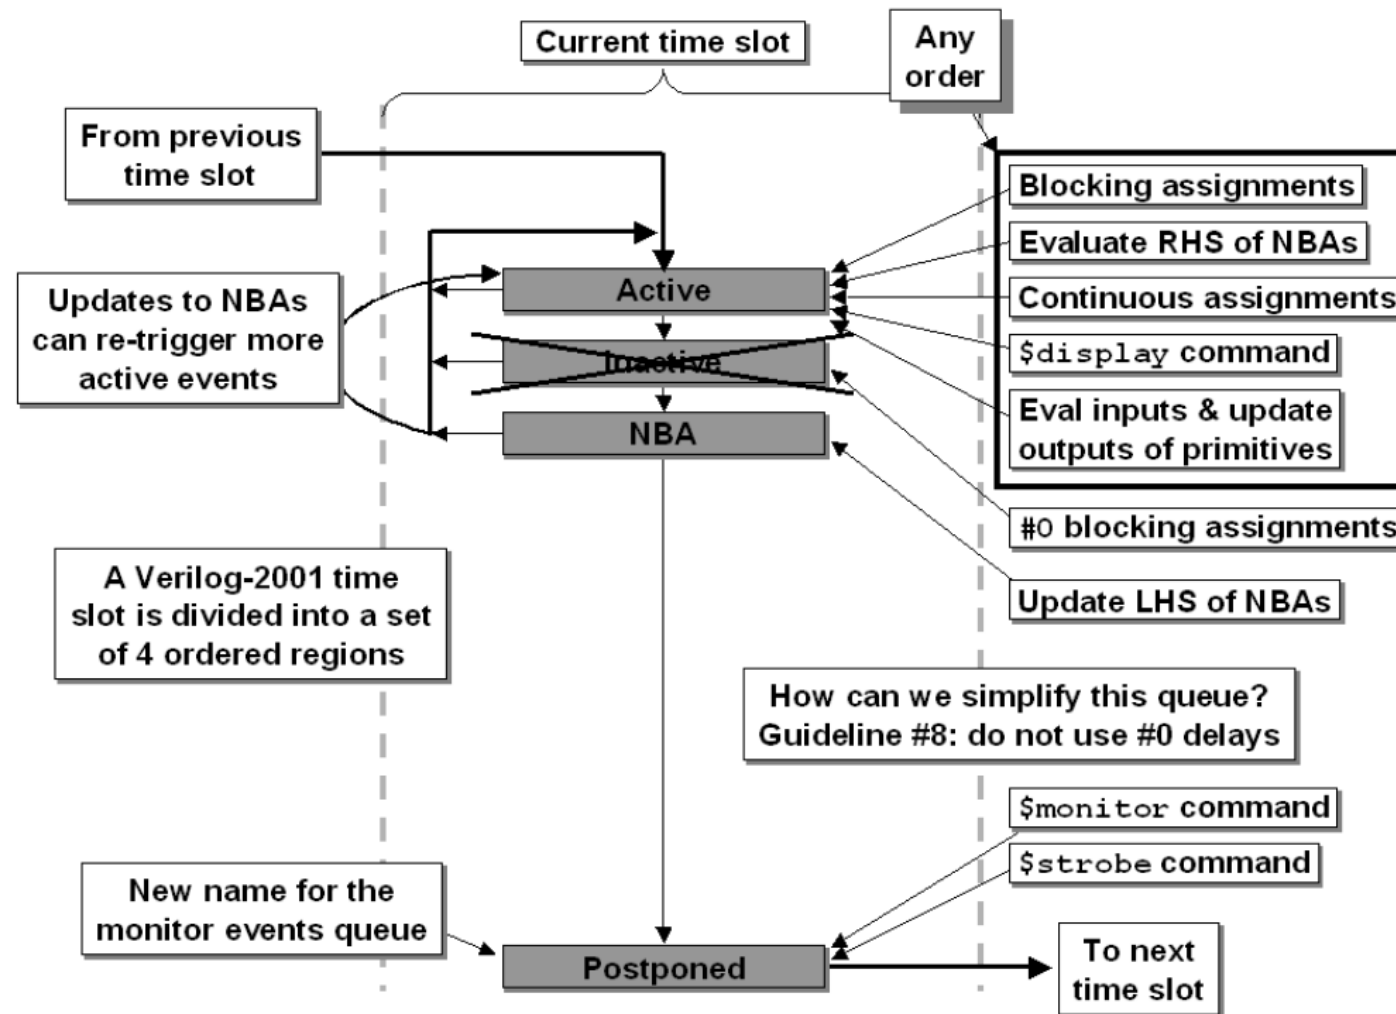 Current time slot
Any
order
From previous
time slot
Blocking assignments
Evaluate RHS of NBAs
Continuous assignments
$display command
Eval inputs & update
outputs of primitives
Updates to NBAs
can re-trigger more
active events
Active
Inactive
NBA
#0 blocking assignments
Update LHS of NBAs
A Verilog-2001 time
slot is divided into a set
of 4 ordered regions
How can we simplify this queue?
Guideline #8: do not use #0 delays
$monitor command
$strobe command
New name for the
monitor events queue
Postponed
To next
time slot